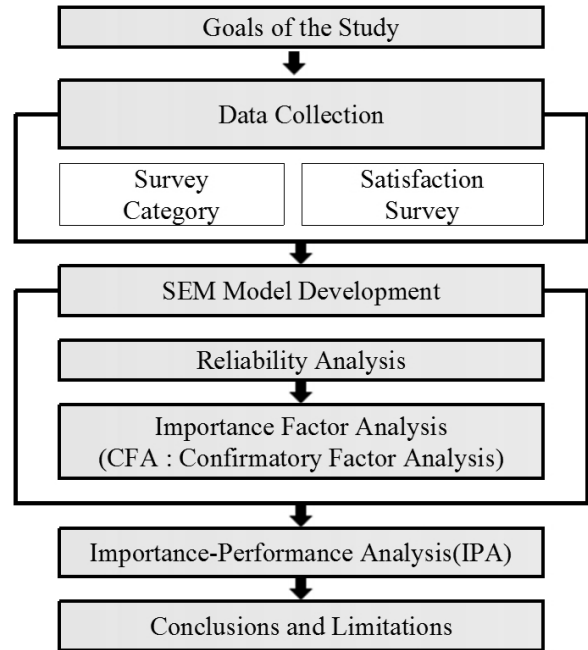 Goals of the Study
Data Collection
Survey
Category
Satisfaction
Survey
SEM Model Development
Reliability Analysis
Importance Factor Analysis
(CFA : Confirmatory Factor Analysis)
Importance-Performance Analysis(IPA)
Conclusions and Limitations